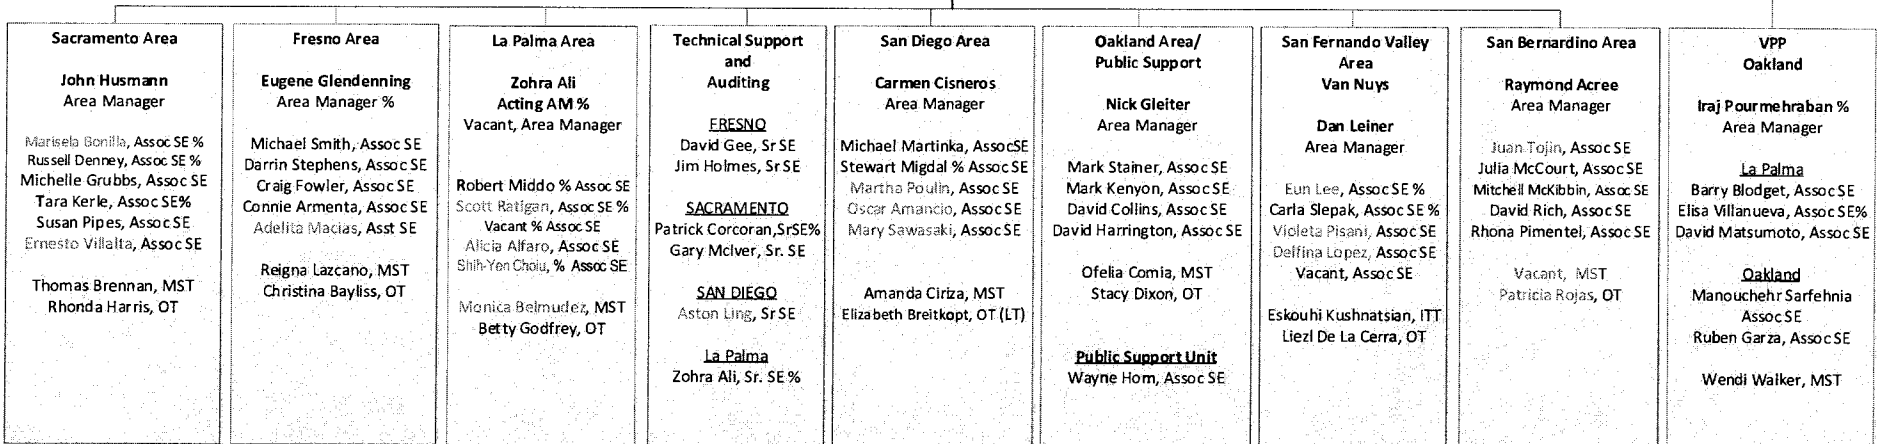 Sacramento Area
John Husmann
Area Manager
Marisela Bonilla, Assoc SE %
Russell Denney, Assoc SE %
Michelle Grubbs, Assoc SE
Tara Kerle, Assoc SE%
Susan Pipes, Assoc SE
Ernesto Villalta, Assoc SE
Thomas Brennan, MST
Rhonda Harris, OT
Fresno Area
Eugene Glendenning
Area Manager %
Michael Smith, Assoc SE
Darrin Stephens, Assoc SE
Craig Fowler, Assoc SE
Connie Armenta, Assoc SE
Adelita Macias, Asst SE
Reigna Lazcano, MST
Christina Bayliss, OT
La Palma Area
Zohra Ali
Acting AM %
Vacant, Area Manager
Robert Middo % Assoc SE
Scott Ratigan, Assoc SE %
Vacant % Assoc SE
Alicia Alfaro, Assoc SE
Shih-Yen Choiu, % Assoc SE
Monica Belmudez, MST
Betty Godfrey, OT
Technical Support
and
Auditing
FRESNO
David Gee, Sr SE
Jim Holmes, Sr SE
SACRAMENTO
Patrick Corcoran,SrSE%
Gary McIver, Sr. SE
SAN DIEGO
Aston Ling, Sr SE
La Palma
Zohra Ali, Sr. SE %
San Diego Area
Carmen Cisneros
Area Manager
Michael Martinka, AssocSE
Stewart Migdal % Assoc SE
Martha Poulin, Assoc SE
Oscar Amancio, Assoc SE
Mary Sawasaki, Assoc SE
Amanda Ciriza, MST
Elizabeth Breitkopt, OT (LT)
Oakland Area/
Public Support
Nick Gleiter
Area Manager
Mark Stainer, Assoc SE
Mark Kenyon, Assoc SE
David Collins, Assoc SE
David Harrington, Assoc SE
Ofelia Comia, MST
Stacy Dixon, OT
Public Support Unit
Wayne Horn, Assoc SE
San Fernando Valley
Area
Van Nuys
Dan Leiner
Area Manager
Eun Lee, Assoc SE %
Carla Slepak, Assoc SE %
Violeta Pisani, Assoc SE
Delfina Lopez, Assoc SE
Vacant, Assoc SE
Eskouhi Kushnatsian, ITT
Liezl De La Cerra, OT
San Bernardino Area
Raymond Acree
Area Manager
Juan Tojin, Assoc SE
Julia McCourt, Assoc SE
Mitchell McKibbin, Assoc SE
David Rich, Assoc SE
Rhona Pimentel, Assoc SE
Vacant, MST
Patricia Rojas, OT
VPP
Oakland
Iraj Pourmehraban %
Area Manager
La Palma
Barry Blodget, Assoc SE
Elisa Villanueva, Assoc SE%
David Matsumoto, Assoc SE
Oakland
Manouchehr Sarfehnia
Assoc SE
Ruben Garza, Assoc SE
Wendi Walker, MST